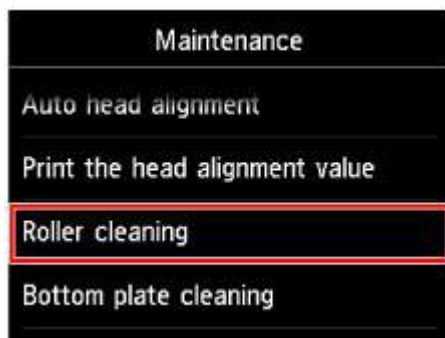 Maintenance
Auto head alignment
Print the head alignment value
Roller cleaning
Bottom plate cleaning